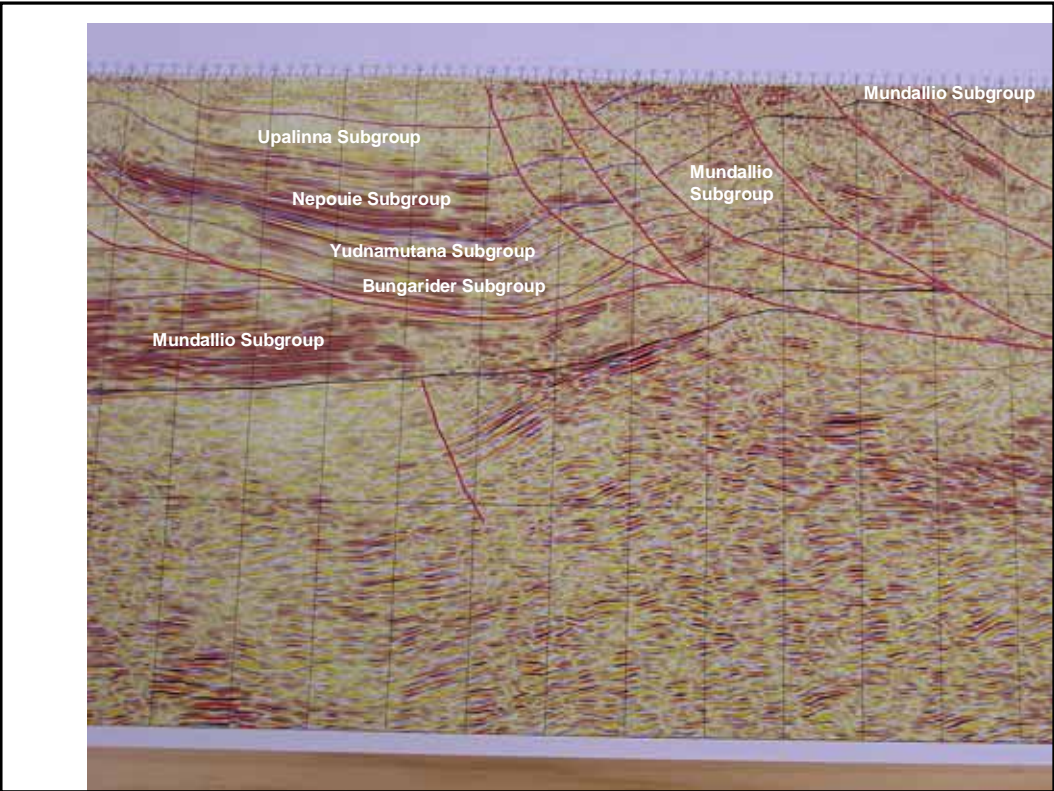 Mundallio Subgroup
Upalinna Subgroup
Mundallio
Subgroup
Nepouie Subgroup
Yudnamutana Subgroup
Bungarider Subgroup
Mundallio Subgroup